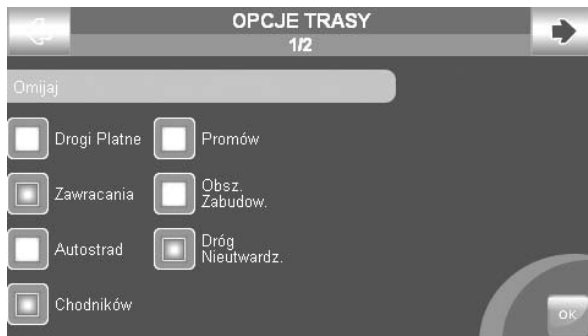 OPCJE TRASY
1/2
Omijaj
Drogi Płatne
Promów
Zawracania
Obsz.
Zabudow.
Autostrad
Dróg
Nieutwardz.
Chodników
OK